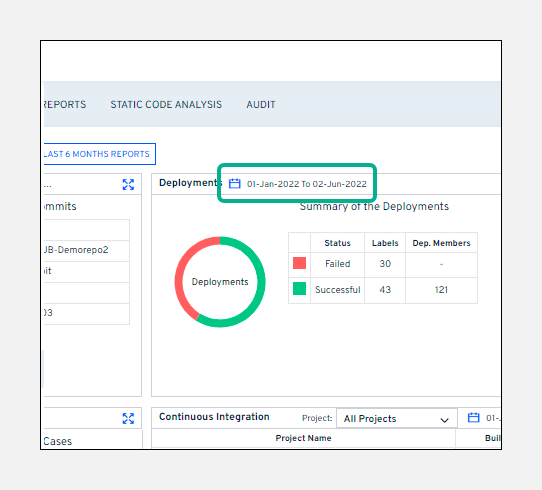 REPORTS STATIC CODE ANALYSIS AUDIT
LAST 6 MONTHS REPORTS
... Deployments 01-Jan-2022 To 02-Jun-2022
ommits
Summary of the Deployments
Status Labels Dep. Members
Failed 30 -
Successful 43 121
Deployments
JB-Demorepo2
it
03
Continuous Integration Project: All Projects 01-
Cases
Project Name Buil